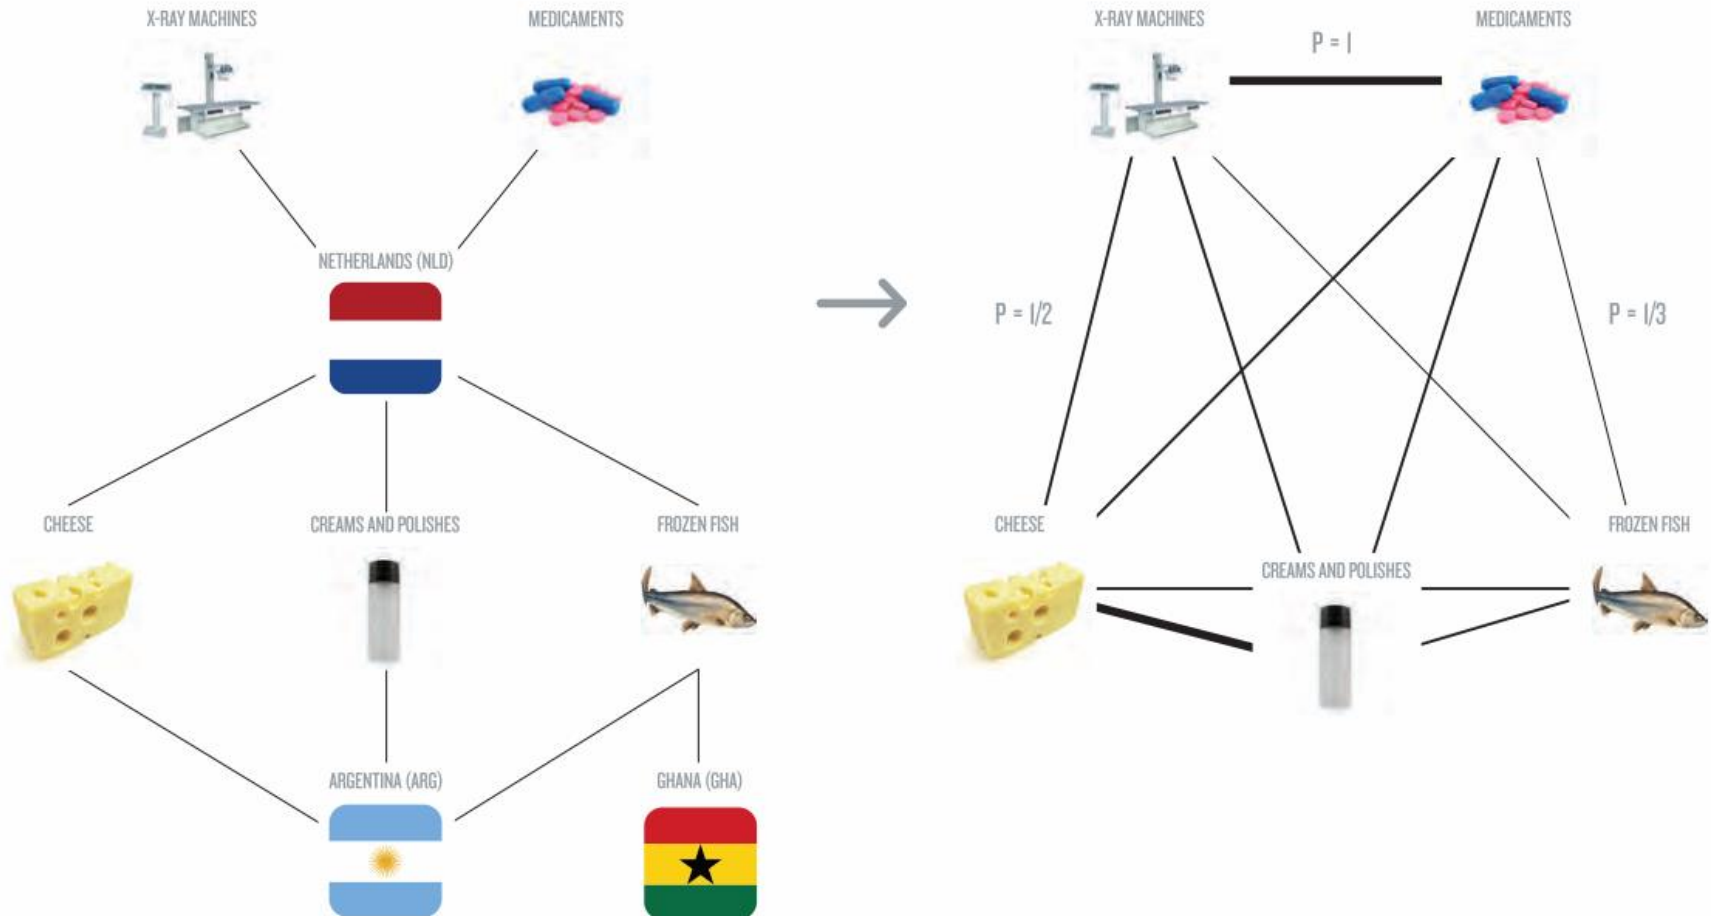 X-RAY MACHINES
MEDICAMENTS
NETHERLANDS (NLD)
CHEESE
CREAMS AND POLISHES
FROZEN FISH
ARGENTINA (ARG)
GHANA (GHA)
X-RAY MACHINES
P = 1
MEDICAMENTS
P = 1/2
P = 1/3
CHEESE
FROZEN FISH
CREAMS AND POLISHES